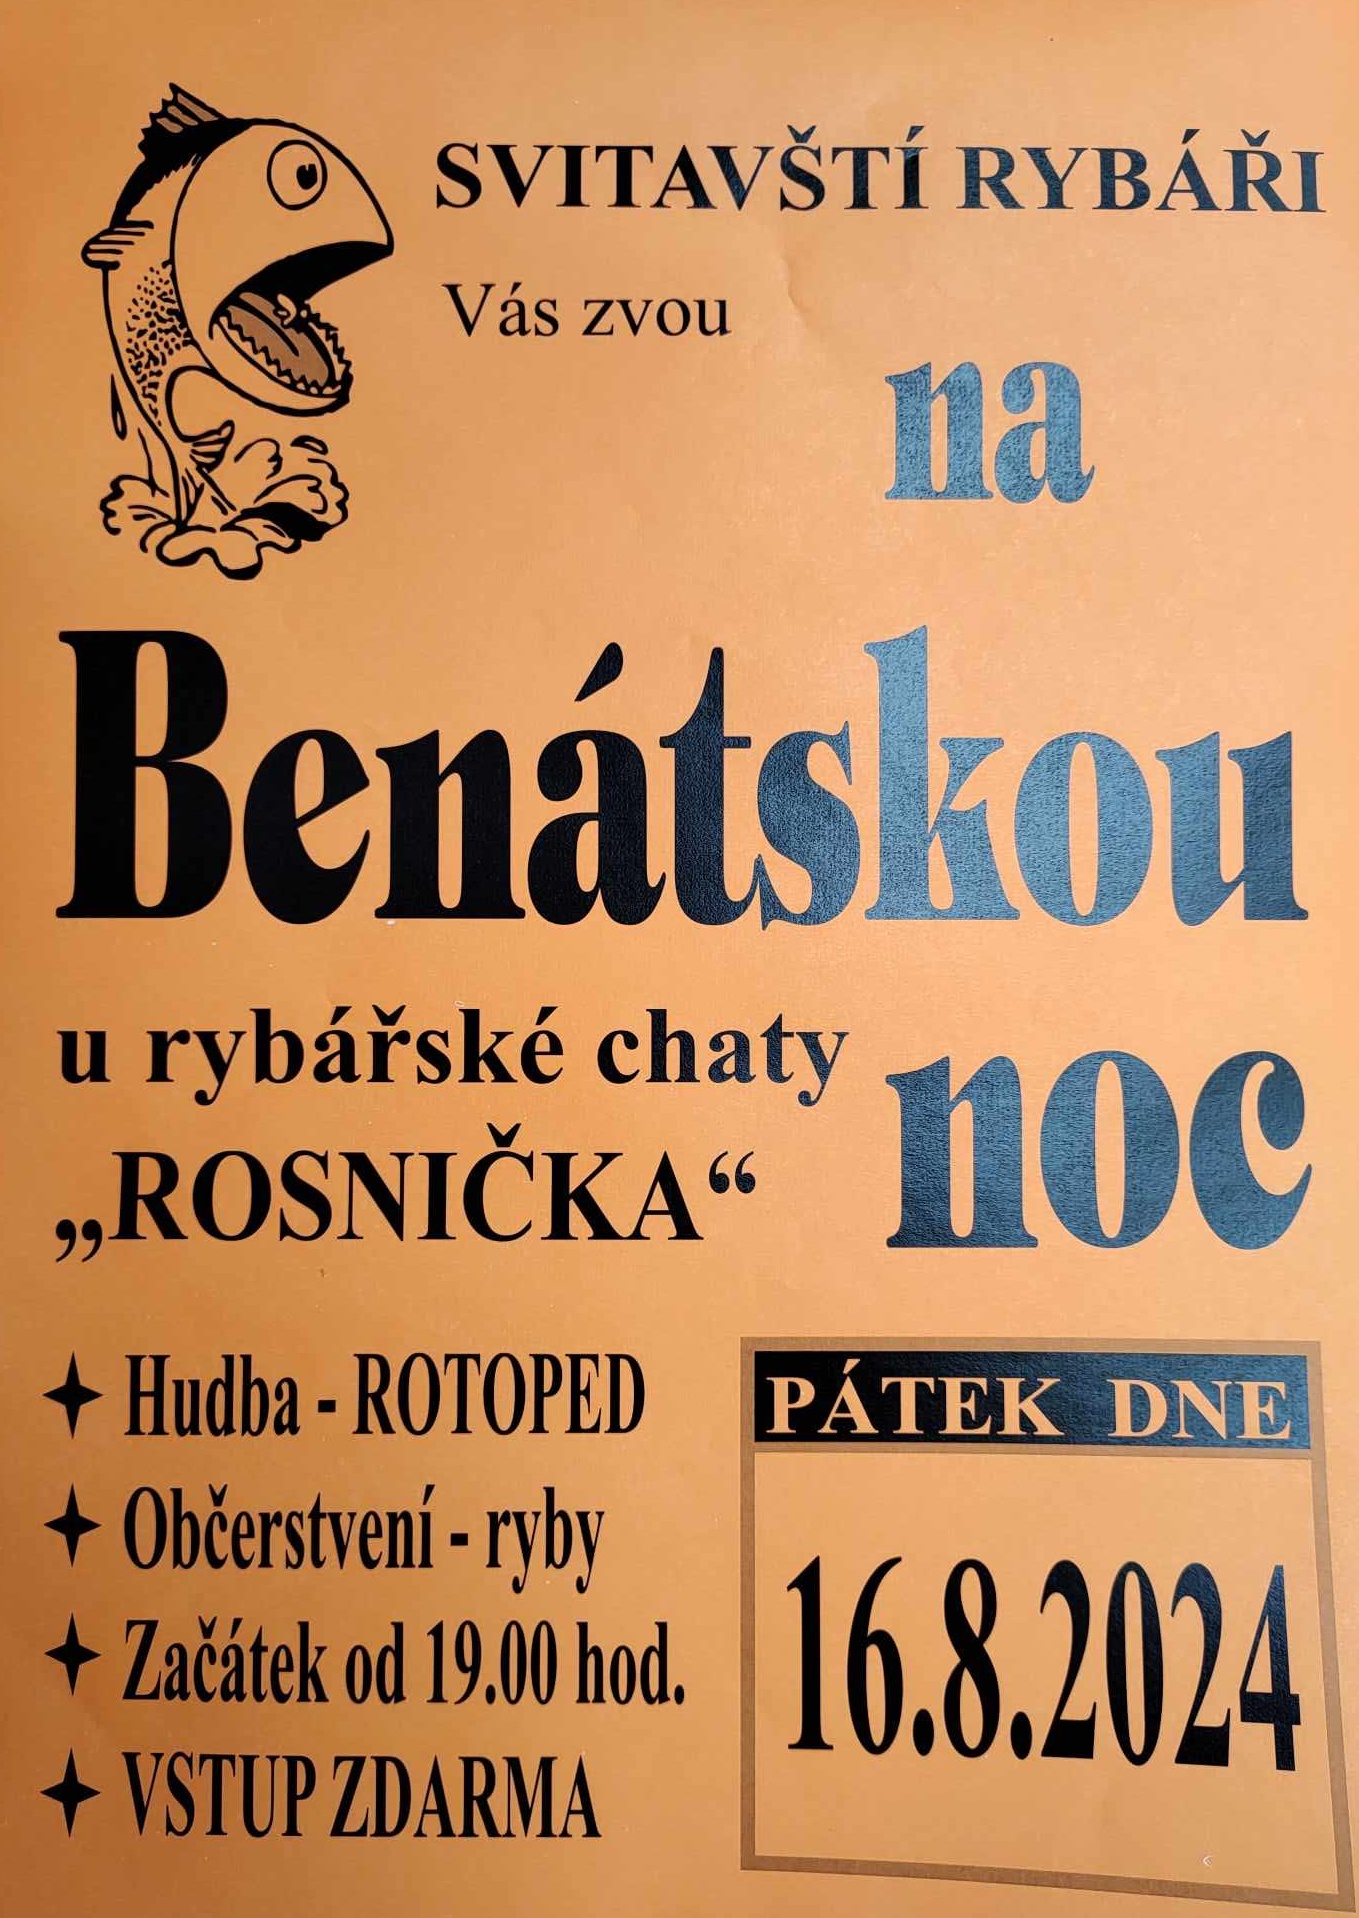 SVITAVŠTÍ RYBÁŘI
Vás zvou
na
Benátskou
noc
u rybářské chaty
„ROSNIČKA“
Hudba - ROTOPED
Občerstvení - ryby
Začátek od 19.00 hod.
VSTUP ZDARMA
PÁTEK DNE
16.8.2024